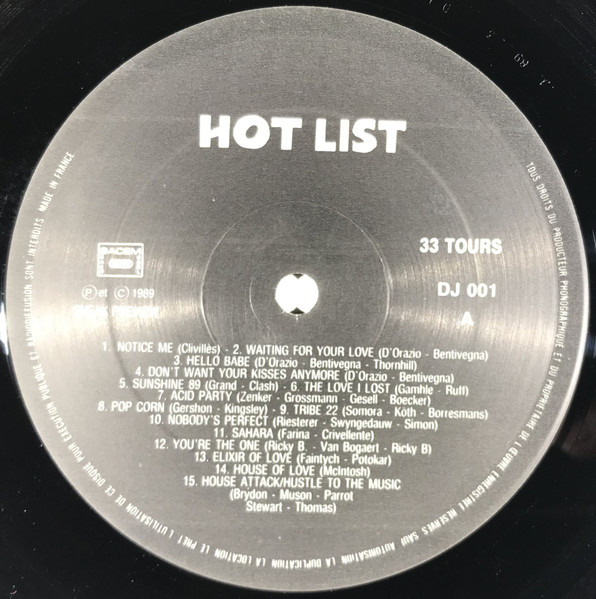 HOT LIST
33 TOURS
SACEM
DJ 001
Ⓟ et © 1989
A
1. NOTICE ME (Civillès) - 2. WAITING FOR YOUR LOVE (D'Orazio - Bentivegna)
3. HELLO BABE (D'Orazio - Bentivegna - Thornhill)
4. DON'T WANT YOUR KISSES ANYMORE (D'Orazio - Bentivegna)
5. SUNSHINE 89 (Grand - Clash) - 6. THE LOVE I LOST (Gamhle - Ruff)
7. ACID PARTY (Zenker - Grossmann - Gesell - Boecker)
8. POP CORN (Gershon - Kingsley) - 9. TRIBE 22 (Somora - Köth - Borresmans)
10. NOBODY'S PERFECT (Riesterer - Swyngedauw - Simon)
11. SAHARA (Farina - Crivellente)
12. YOU'RE THE ONE (Ricky B. - Van Bogaert - Ricky B)
13. ELIXIR OF LOVE (Faintych - Potokar)
14. HOUSE OF LOVE (McIntosh)
15. HOUSE ATTACK/HUSTLE TO THE MUSIC
(Brydon - Muson - Parrot
Stewart - Thomas)
TOUS DROITS DU PRODUCTEUR PHONOGRAPHIQUE ET DU PROPRIETAIRE DE L'ŒUVRE ENREGISTREE RESERVES SAUF AUTORISATION LA DUPLICATION LA LOCATION LE PRET L'UTILISATION DE CE DISQUE POUR EXECUTION PUBLIQUE ET RADIODIFFUSION SONT INTERDITS MADE IN FRANCE